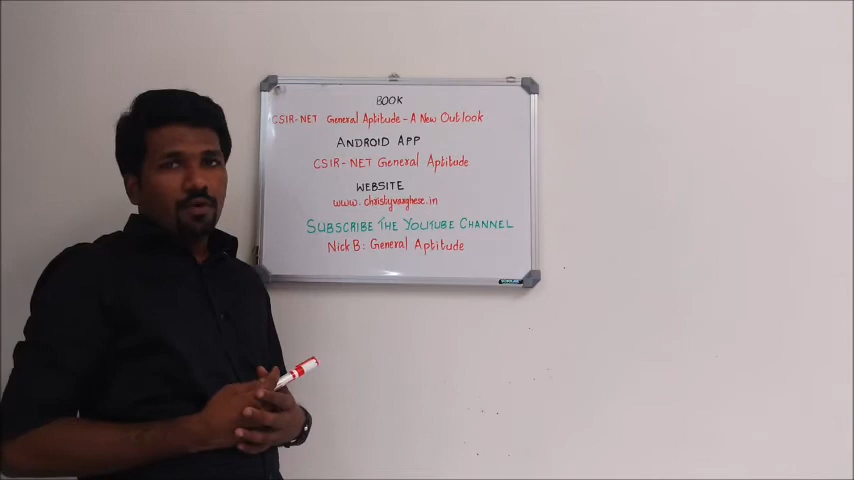 BOOK
CSIR-NET General Aptitude - A New Outlook
ANDROID APP
CSIR-NET General Aptitude
WEBSITE
www.christyvarghese.in
SUBSCRIBE THE YOUTUBE CHANNEL
Nick B: General Aptitude